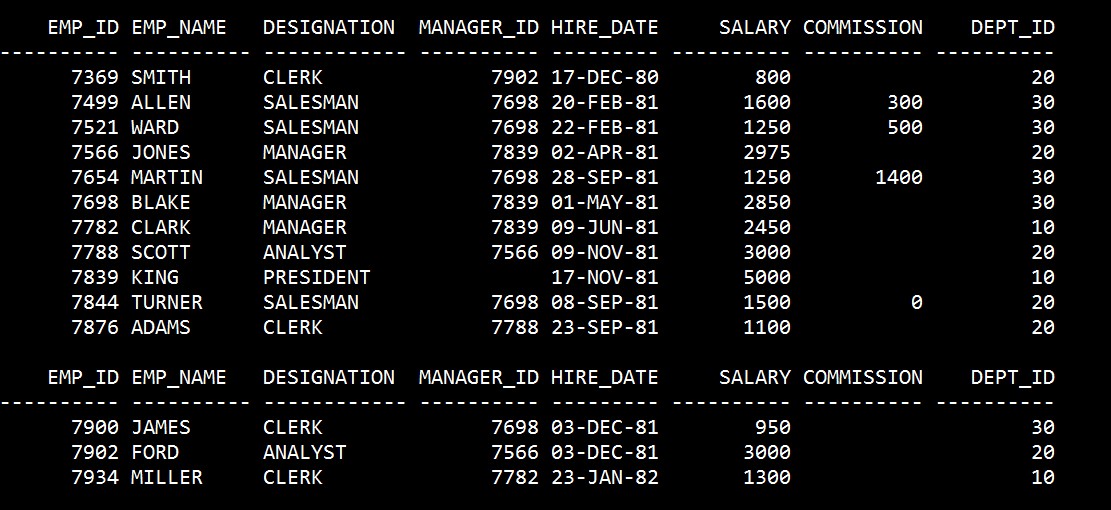 EMP_ID EMP_NAME   DESIGNATION  MANAGER_ID HIRE_DATE     SALARY COMMISSION    DEPT_ID
---------- ---------- ------------ ---------- --------- ---------- ---------- ----------
      7369 SMITH      CLERK              7902 17-DEC-80        800                    20
      7499 ALLEN      SALESMAN           7698 20-FEB-81       1600        300         30
      7521 WARD       SALESMAN           7698 22-FEB-81       1250        500         30
      7566 JONES      MANAGER            7839 02-APR-81       2975                    20
      7654 MARTIN     SALESMAN           7698 28-SEP-81       1250       1400         30
      7698 BLAKE      MANAGER            7839 01-MAY-81       2850                    30
      7782 CLARK      MANAGER            7839 09-JUN-81       2450                    10
      7788 SCOTT      ANALYST            7566 09-NOV-81       3000                    20
      7839 KING       PRESIDENT               17-NOV-81       5000                    10
      7844 TURNER     SALESMAN           7698 08-SEP-81       1500          0         20
      7876 ADAMS      CLERK              7788 23-SEP-81       1100                    20

    EMP_ID EMP_NAME   DESIGNATION  MANAGER_ID HIRE_DATE     SALARY COMMISSION    DEPT_ID
---------- ---------- ------------ ---------- --------- ---------- ---------- ----------
      7900 JAMES      CLERK              7698 03-DEC-81        950                    30
      7902 FORD       ANALYST            7566 03-DEC-81       3000                    20
      7934 MILLER     CLERK              7782 23-JAN-82       1300                    10